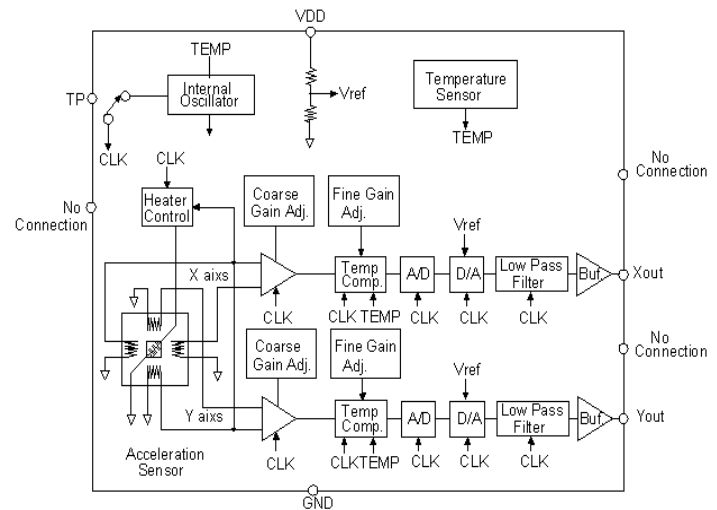 VDD
TEMP
Internal
Oscillator
TP
CLK
Vref
Temperature
Sensor
TEMP
No
Connection
No
Connection
CLK
Heater
Control
Coarse
Gain Adj.
Fine Gain
Adj.
Vref
X aixs
Temp
Comp.
A/D
D/A
Low Pass
Filter
Buf.
Xout
CLK
CLK
TEMP
CLK
CLK
CLK
No
Connection
Coarse
Gain Adj.
Fine Gain
Adj.
Vref
Y aixs
Temp
Comp.
A/D
D/A
Low Pass
Filter
Buf.
Yout
CLK
CLK
TEMP
CLK
CLK
CLK
Acceleration
Sensor
GND